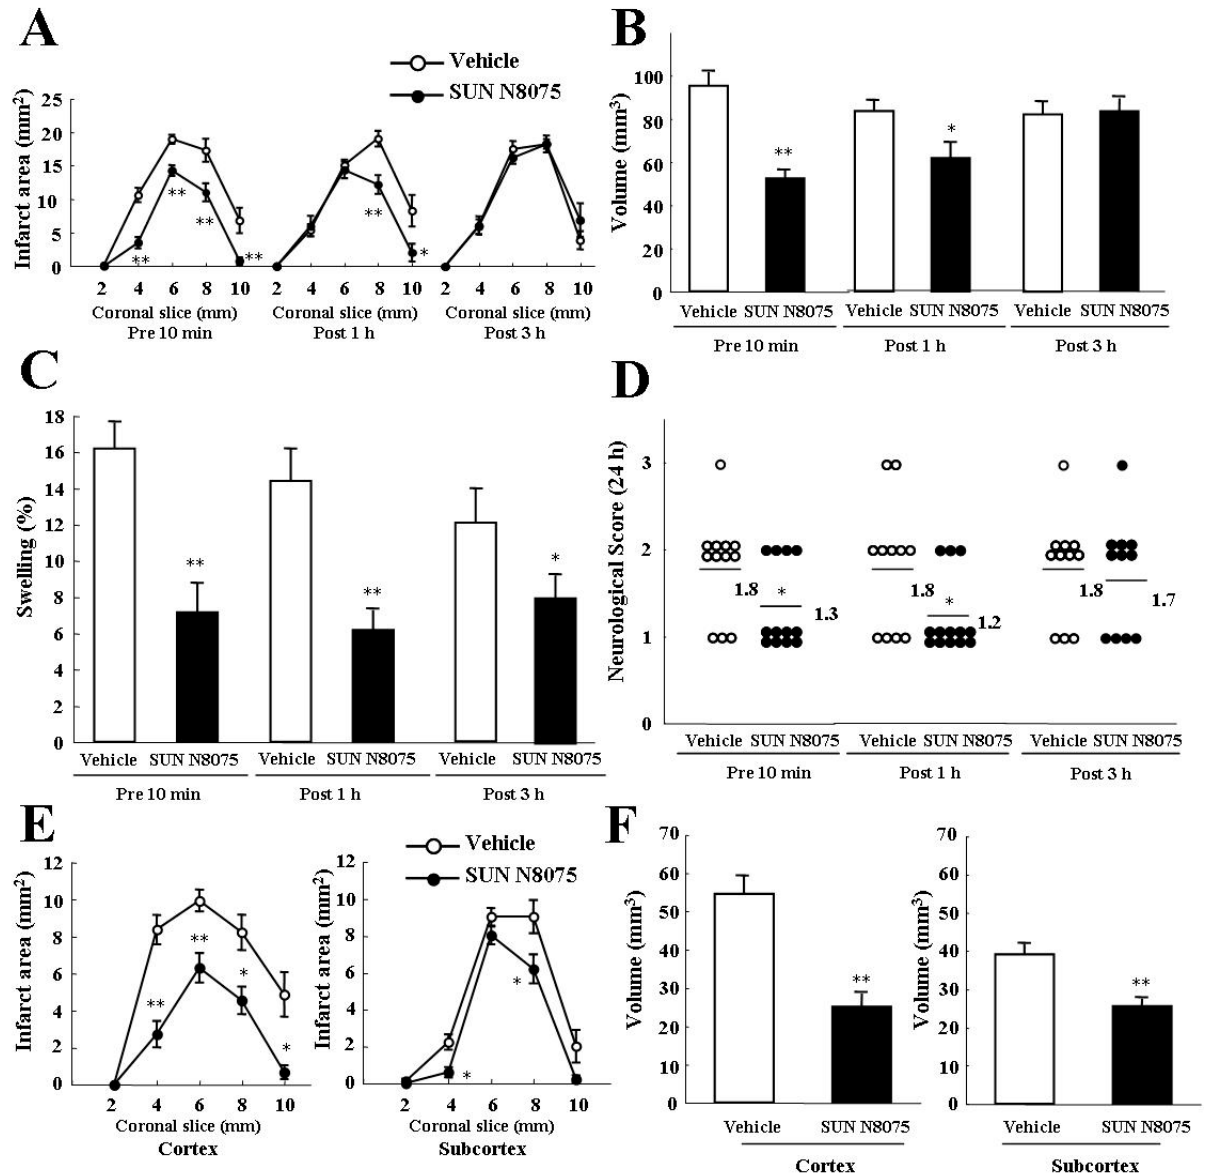 A
Vehicle
SUN N8075
Infarct area (mm2)
25
20
15
10
5
0
**
**
**
**
**
*
2 4 6 8 10 2 4 6 8 10 2 4 6 8 10
Coronal slice (mm) Coronal slice (mm) Coronal slice (mm)
Pre 10 min Post 1 h Post 3 h
B
Volume (mm3)
100
80
60
40
20
0
**
*
Vehicle SUN N8075 Vehicle SUN N8075 Vehicle SUN N8075
Pre 10 min Post 1 h Post 3 h
C
Swelling (%)
18
16
14
12
10
8
6
4
2
0
**
**
*
Vehicle SUN N8075 Vehicle SUN N8075 Vehicle SUN N8075
Pre 10 min Post 1 h Post 3 h
D
Neurological Score (24 h)
3
2
1
0
1.8 * 1.3 1.8 * 1.2 1.8 1.7
Vehicle SUN N8075 Vehicle SUN N8075 Vehicle SUN N8075
Pre 10 min Post 1 h Post 3 h
E
Vehicle
SUN N8075
Infarct area (mm2)
12
10
8
6
4
2
0
**
**
*
*
2 4 6 8 10
Coronal slice (mm)
Cortex
Infarct area (mm2)
12
10
8
6
4
2
0
*
*
2 4 6 8 10
Coronal slice (mm)
Subcortex
F
Volume (mm3)
70
60
50
40
30
20
10
0
**
Vehicle SUN N8075
Cortex
Volume (mm3)
70
60
50
40
30
20
10
0
**
Vehicle SUN N8075
Subcortex